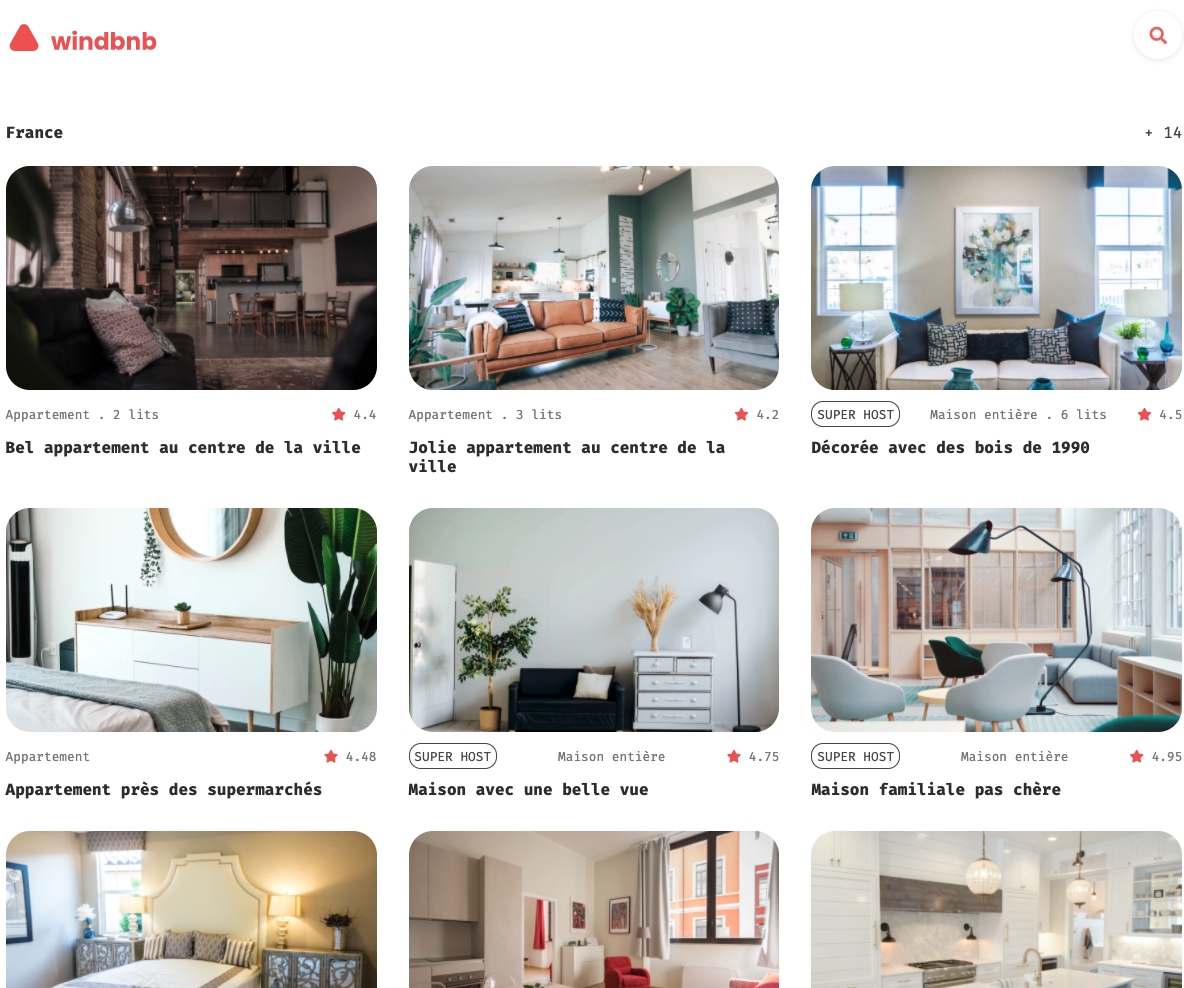 windbnb
France
+ 14
Appartement . 2 lits
4.4
Bel appartement au centre de la ville
Appartement . 3 lits
4.2
Jolie appartement au centre de la
ville
SUPER HOST
Maison entière . 6 lits
4.5
Décorée avec des bois de 1990
Appartement
4.48
Appartement près des supermarchés
SUPER HOST
Maison entière
4.75
Maison avec une belle vue
SUPER HOST
Maison entière
4.95
Maison familiale pas chère